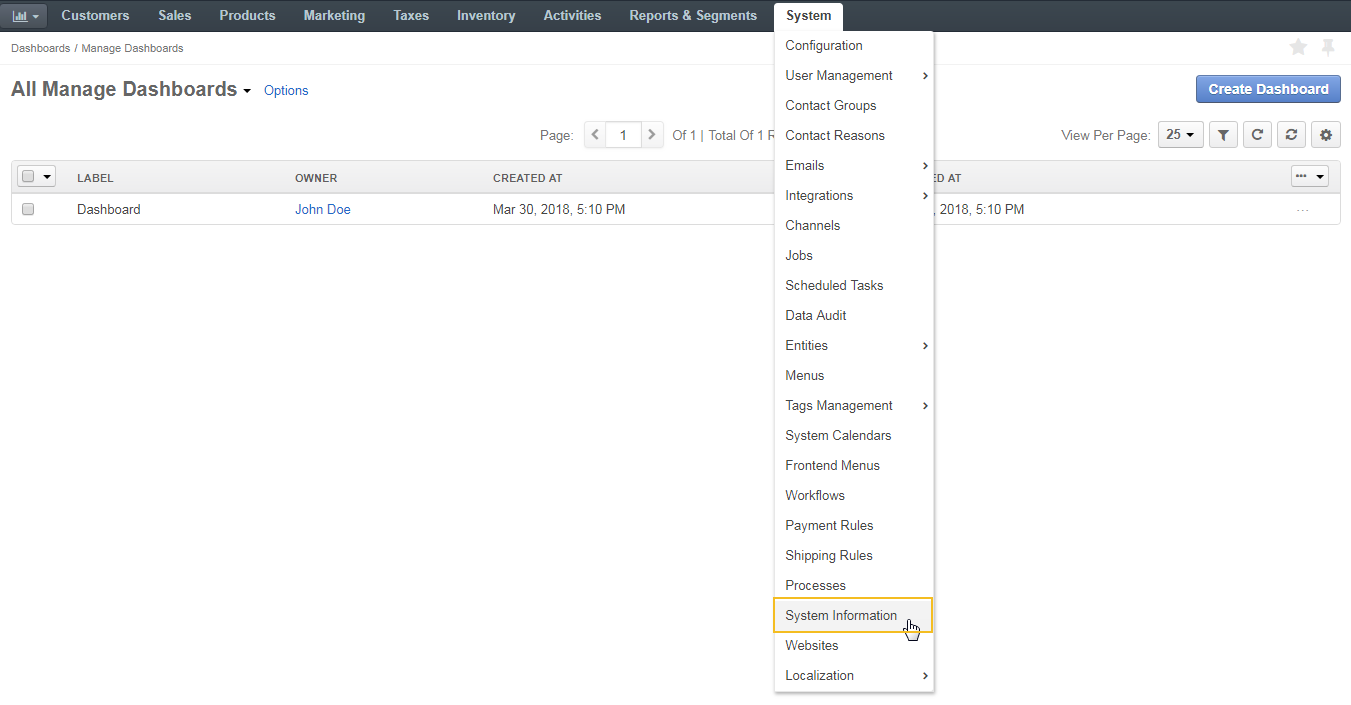 Customers Sales Products Marketing Taxes Inventory Activities Reports & Segments System
Dashboards / Manage Dashboards
All Manage Dashboards Options
Create Dashboard
Page: 1 Of 1 | Total Of 1
View Per Page: 25
LABEL OWNER CREATED AT AT
Dashboard John Doe Mar 30, 2018, 5:10 PM , 2018, 5:10 PM
Configuration
User Management
Contact Groups
Contact Reasons
Emails
Integrations
Channels
Jobs
Scheduled Tasks
Data Audit
Entities
Menus
Tags Management
System Calendars
Frontend Menus
Workflows
Payment Rules
Shipping Rules
Processes
System Information
Websites
Localization